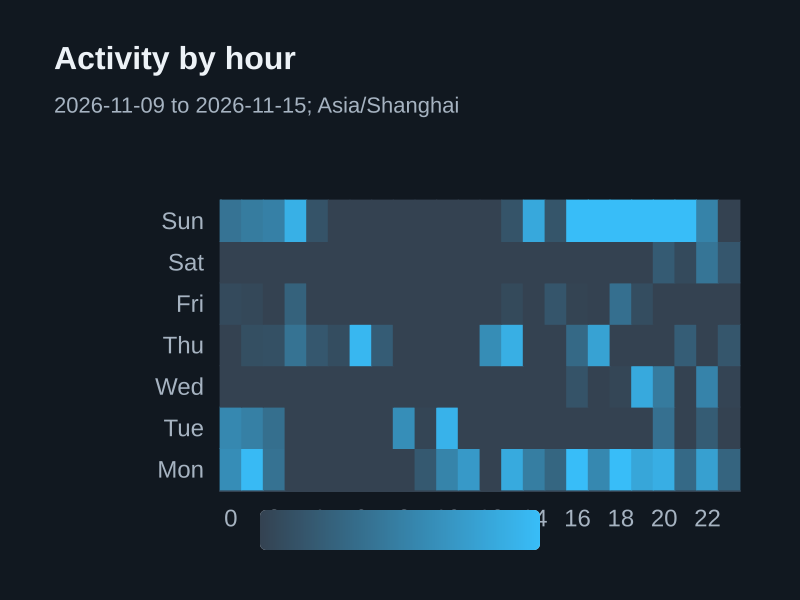 Activity by hour
2026-11-09 to 2026-11-15; Asia/Shanghai
Sun
Sat
Fri
Thu
Wed
Tue
Mon
0 16 18 20 22